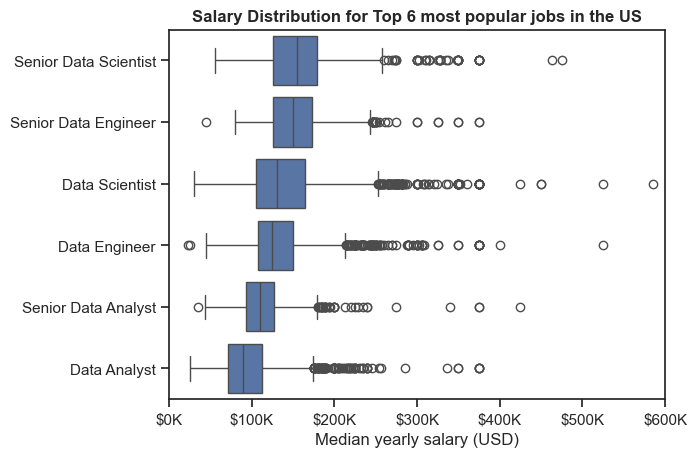 Salary Distribution for Top 6 most popular jobs in the US
Senior Data Scientist
Senior Data Engineer
Data Scientist
Data Engineer
Senior Data Analyst
Data Analyst
$0K $100K $200K $300K $400K $500K $600K
Median yearly salary (USD)